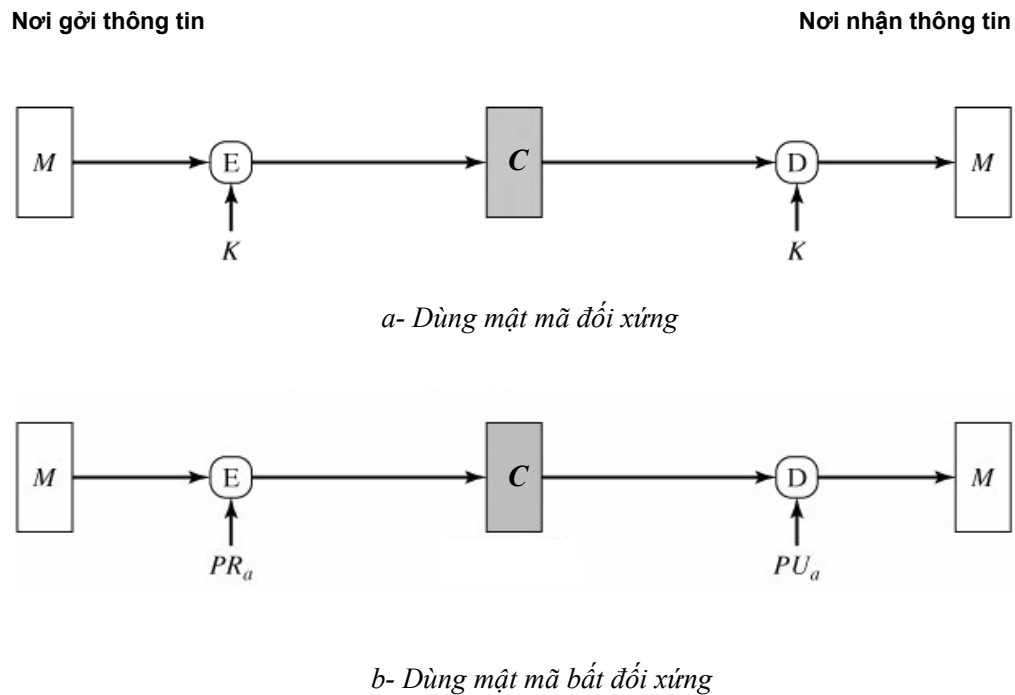 Nơi gởi thông tin Nơi nhận thông tin
M E C D M
K K
a- Dùng mật mã đối xứng
M E C D M
PRa PUa
b- Dùng mật mã bất đối xứng